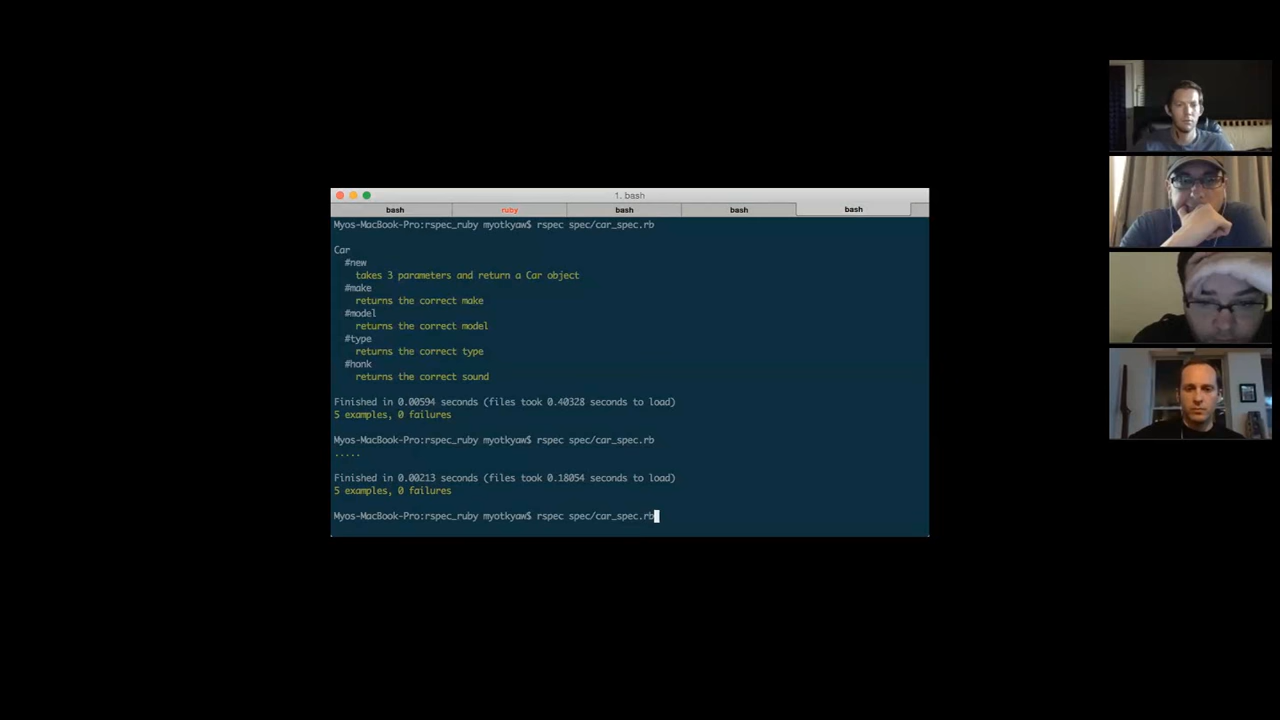 1. bash
bash ruby bash bash bash
Myos-MacBook-Pro:rspec_ruby myotkyaw$ rspec spec/car_spec.rb
Car
#new
takes 3 parameters and return a Car object
#make
returns the correct make
#model
returns the correct model
#type
returns the correct type
#honk
returns the correct sound
Finished in 0.00594 seconds (files took 0.40328 seconds to load)
5 examples, 0 failures
Myos-MacBook-Pro:rspec_ruby myotkyaw$ rspec spec/car_spec.rb
.....
Finished in 0.00213 seconds (files took 0.18054 seconds to load)
5 examples, 0 failures
Myos-MacBook-Pro:rspec_ruby myotkyaw$ rspec spec/car_spec.rb